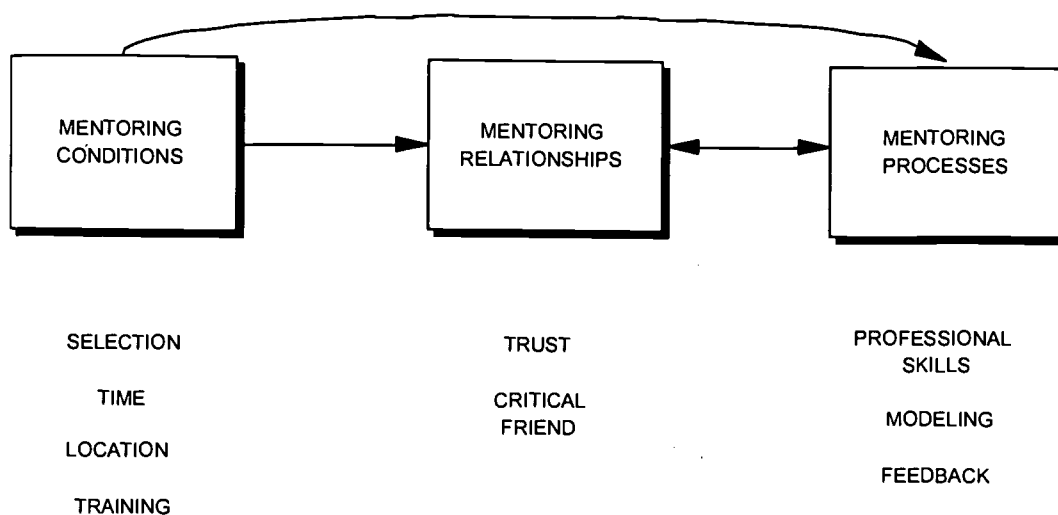 MENTORING
CONDITIONS
MENTORING
RELATIONSHIPS
MENTORING
PROCESSES
SELECTION
TIME
LOCATION
TRAINING
TRUST
CRITICAL
FRIEND
PROFESSIONAL
SKILLS
MODELING
FEEDBACK